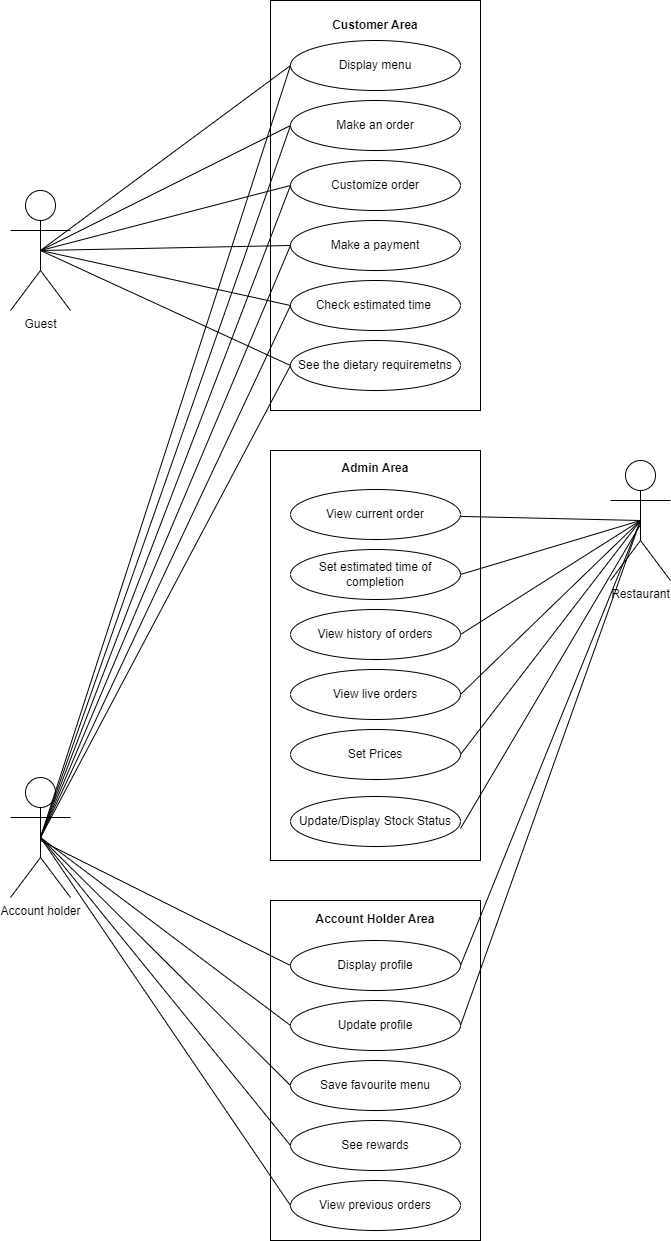 Customer Area
Display menu
Make an order
Customize order
Make a payment
Check estimated time
See the dietary requiremetns
Guest
Admin Area
View current order
Set estimated time of
completion
View history of orders
View live orders
Set Prices
Update/Display Stock Status
Restaurant
Account holder
Account Holder Area
Display profile
Update profile
Save favourite menu
See rewards
View previous orders